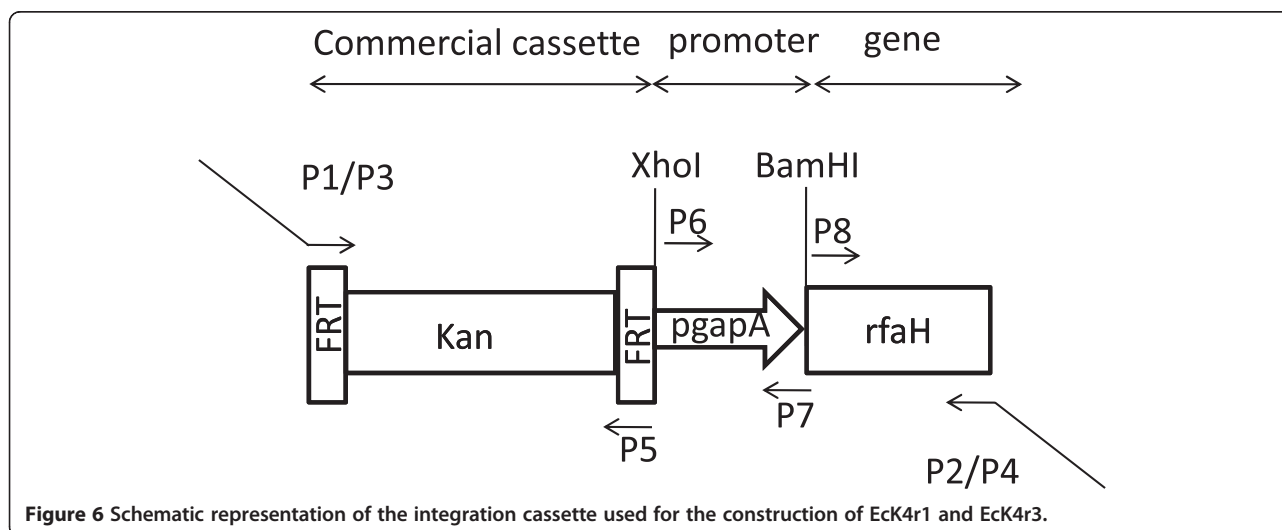 Commercial cassette promoter gene
XhoI BamHI
P1/P3
P6
P8
FRT
Kan
FRT
pgapA
rfaH
P5
P7
P2/P4
Figure 6 Schematic representation of the integration cassette used for the construction of EcK4r1 and EcK4r3.